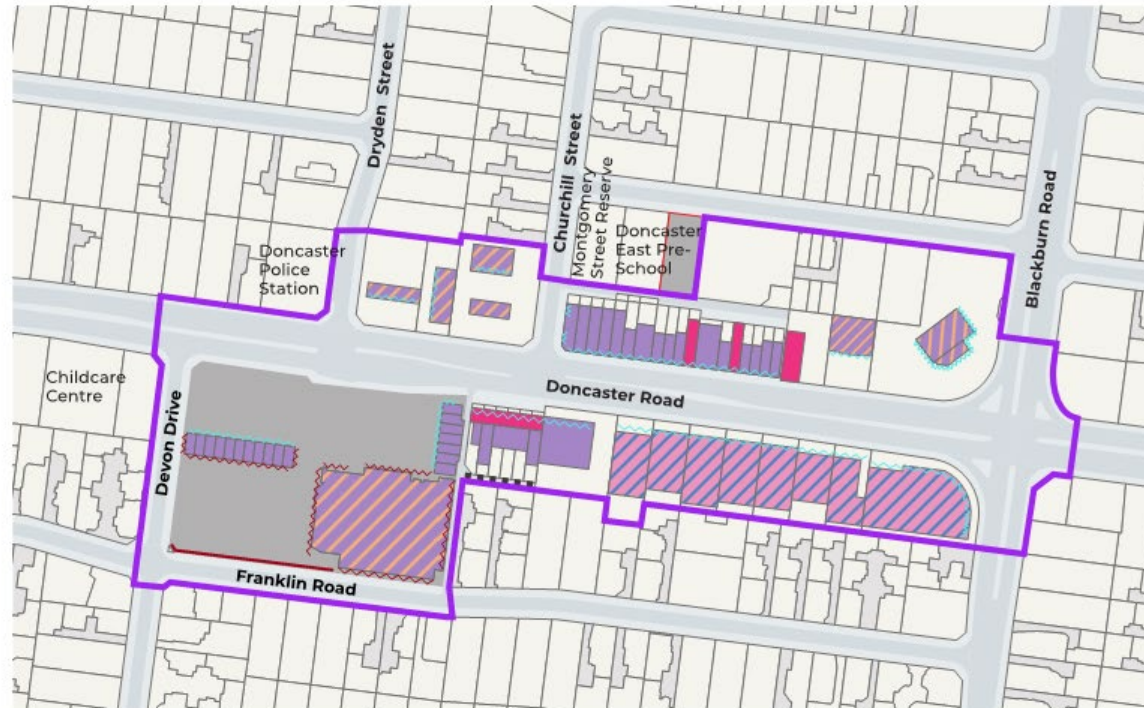 Dryden Street
Churchill Street
Montgomery
Street Reserve
Doncaster
East Pre-
School
Blackburn Road
Doncaster
Police
Station
Childcare
Centre
Devon Drive
Doncaster Road
Franklin Road